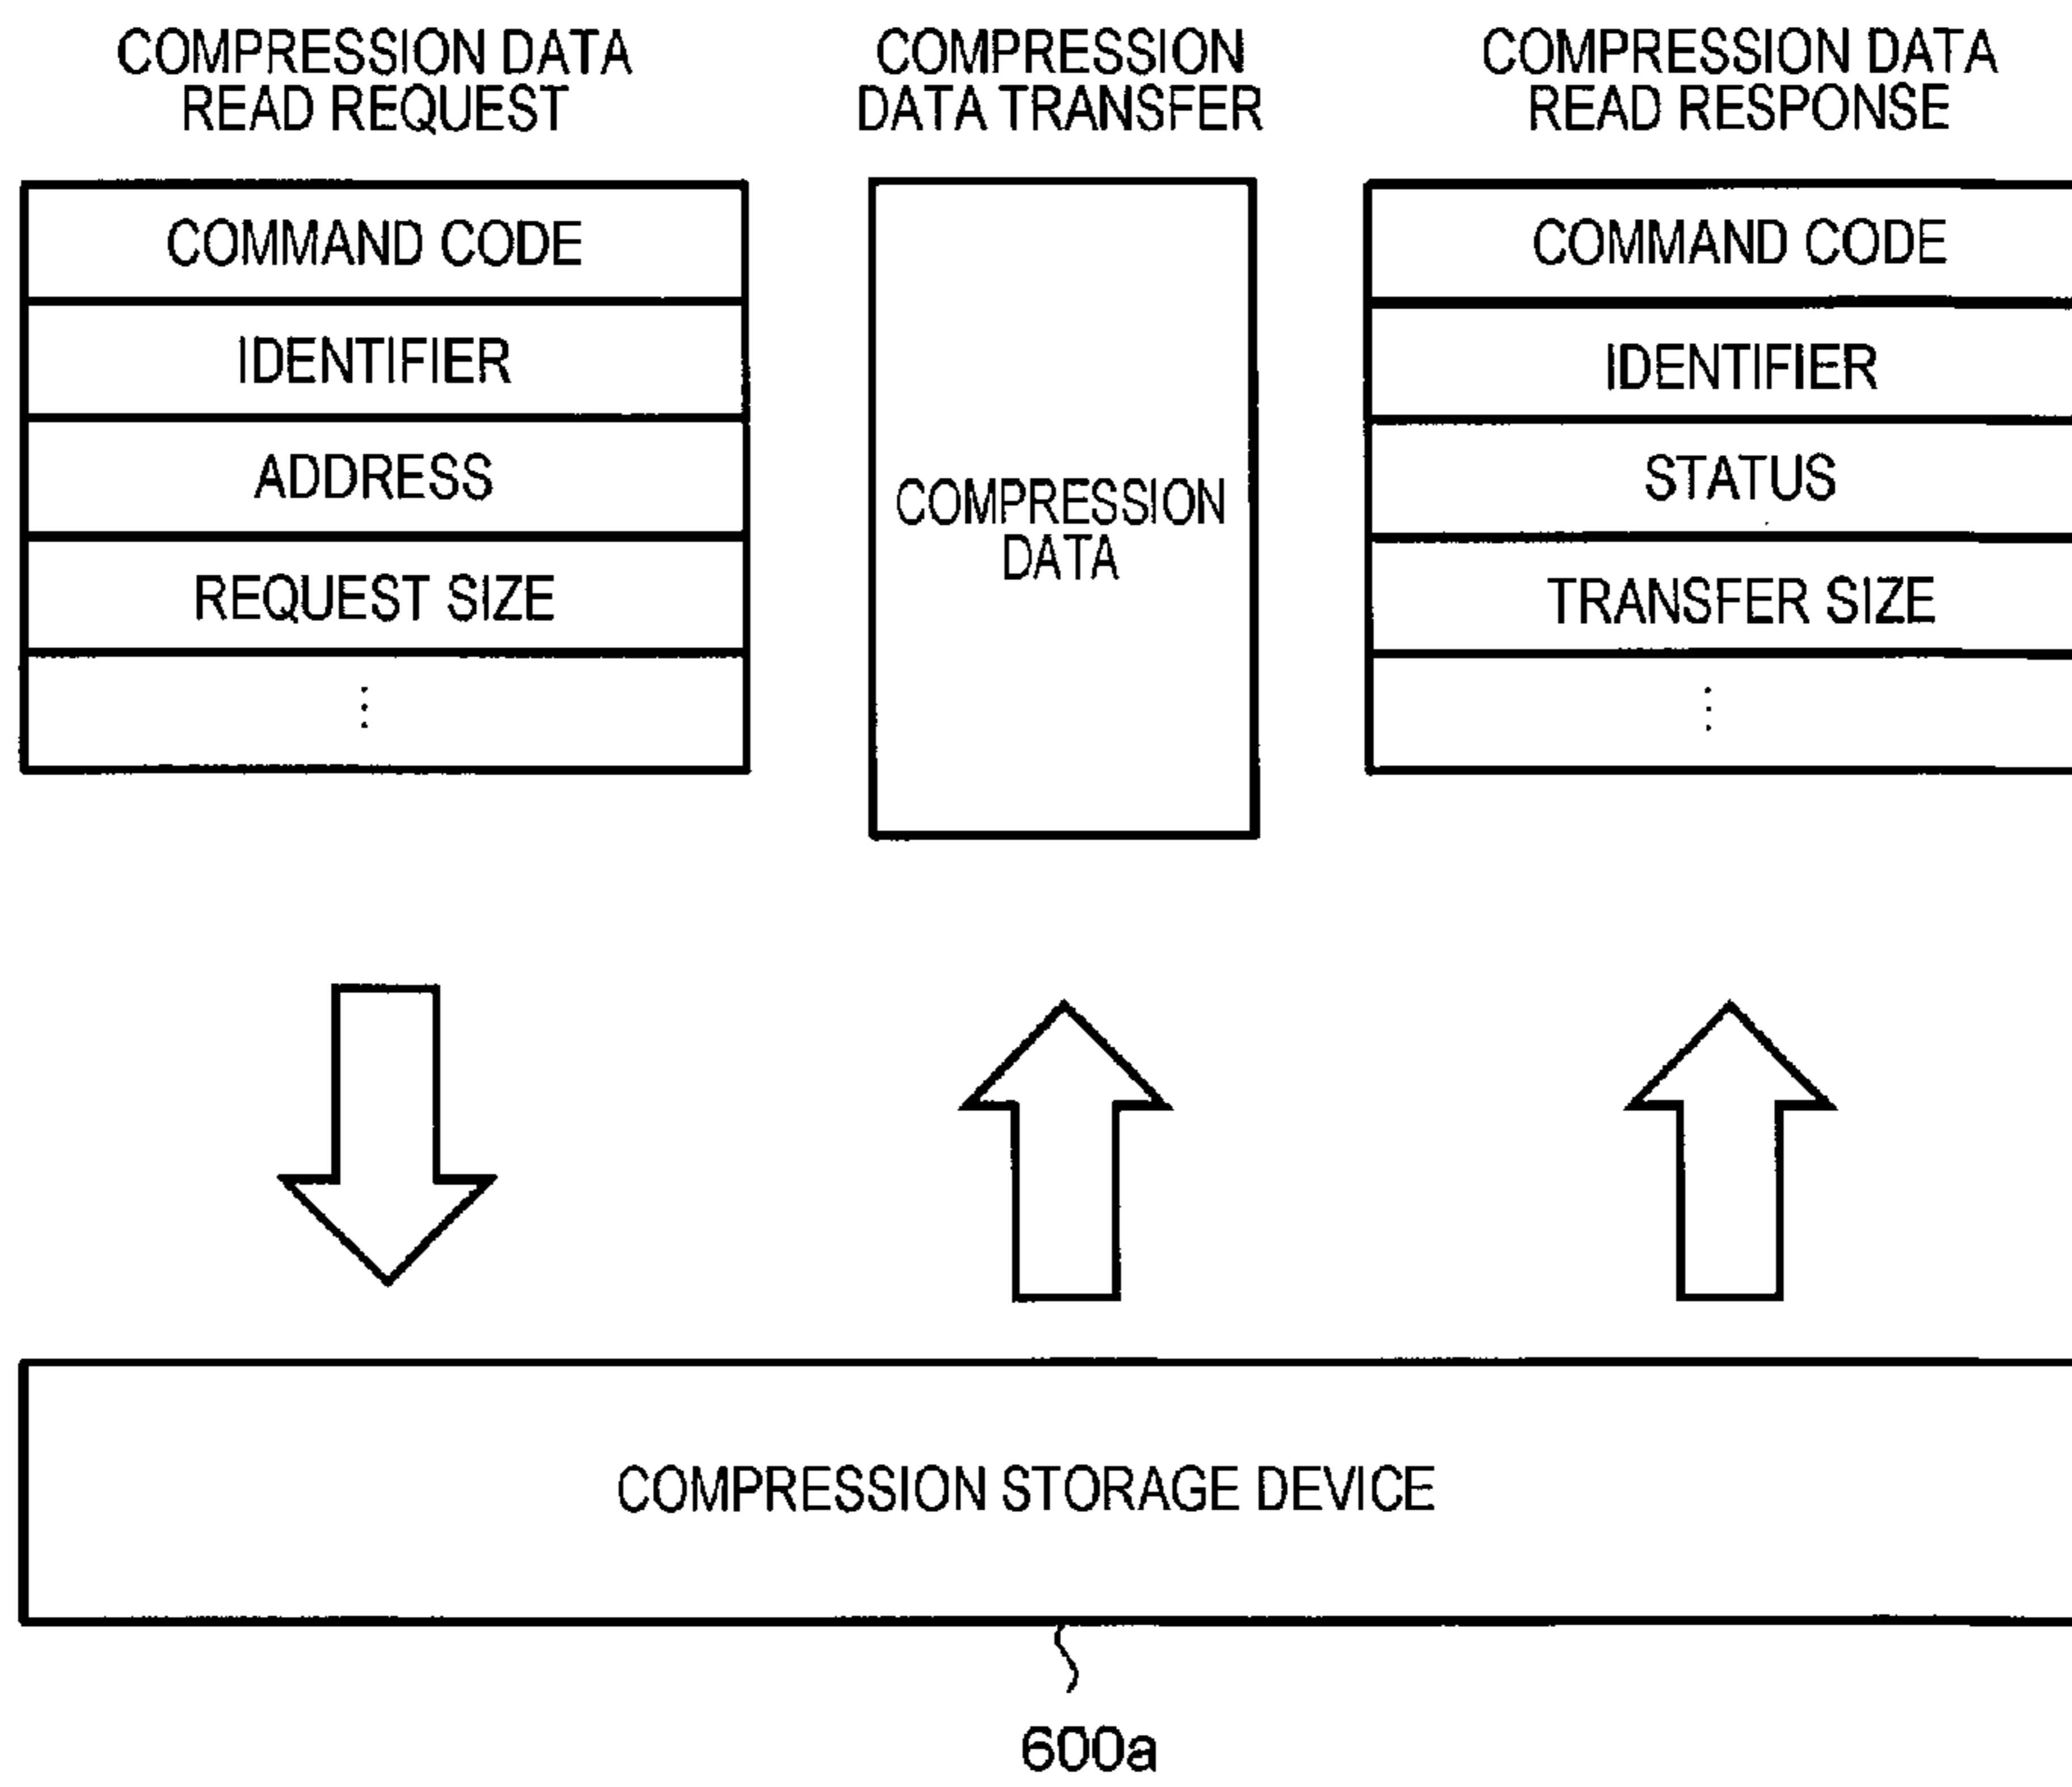 COMPRESSION DATA
READ REQUEST
COMMAND CODE
IDENTIFIER
ADDRESS
REQUEST SIZE
COMPRESSION
DATA TRANSFER
COMPRESSION
DATA
COMPRESSION DATA
READ RESPONSE
COMMAND CODE
IDENTIFIER
STATUS
TRANSFER SIZE
COMPRESSION STORAGE DEVICE
600a